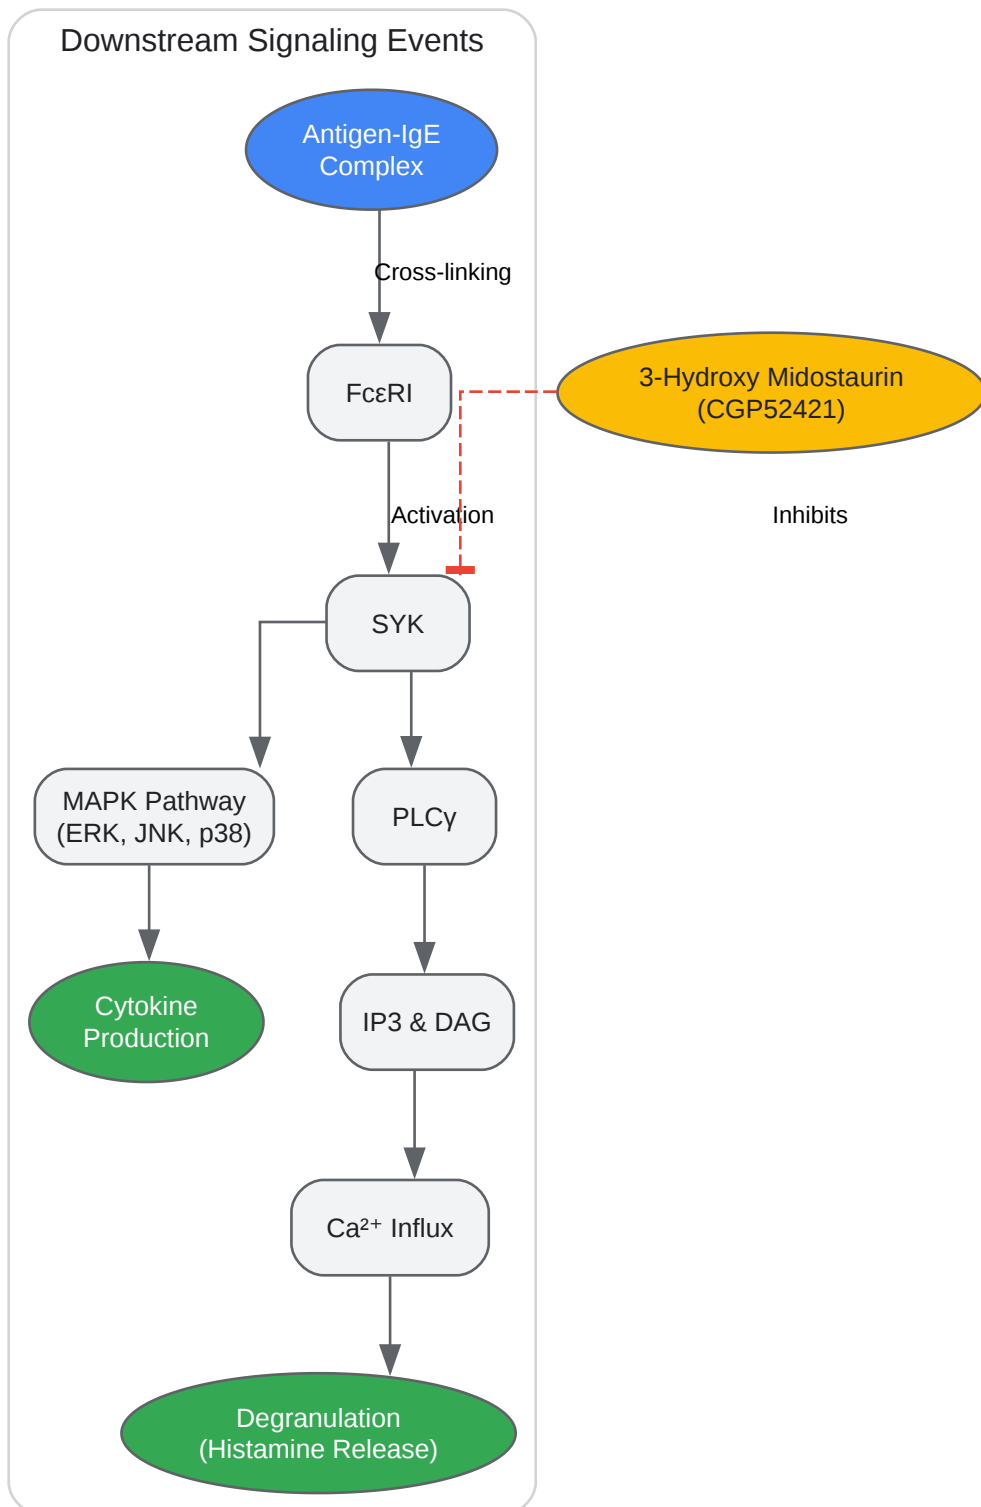 Downstream Signaling Events
Antigen-IgE
Complex
Cross-linking
FcεRI
3-Hydroxy Midostaurin
(CGP52421)
Activation
Inhibits
SYK
MAPK Pathway
(ERK, JNK, p38)
PLCγ
Cytokine
Production
IP3 & DAG
Ca²⁺ Influx
Degranulation
(Histamine Release)